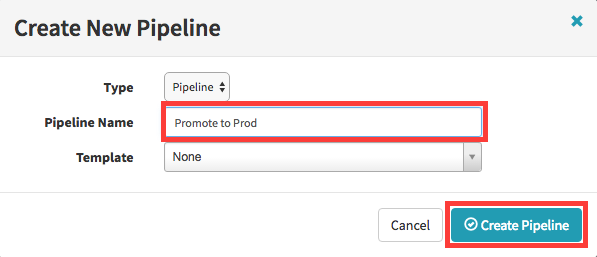 Create New Pipeline
Type Pipeline
Pipeline Name Promote to Prod
Template None
Cancel Create Pipeline